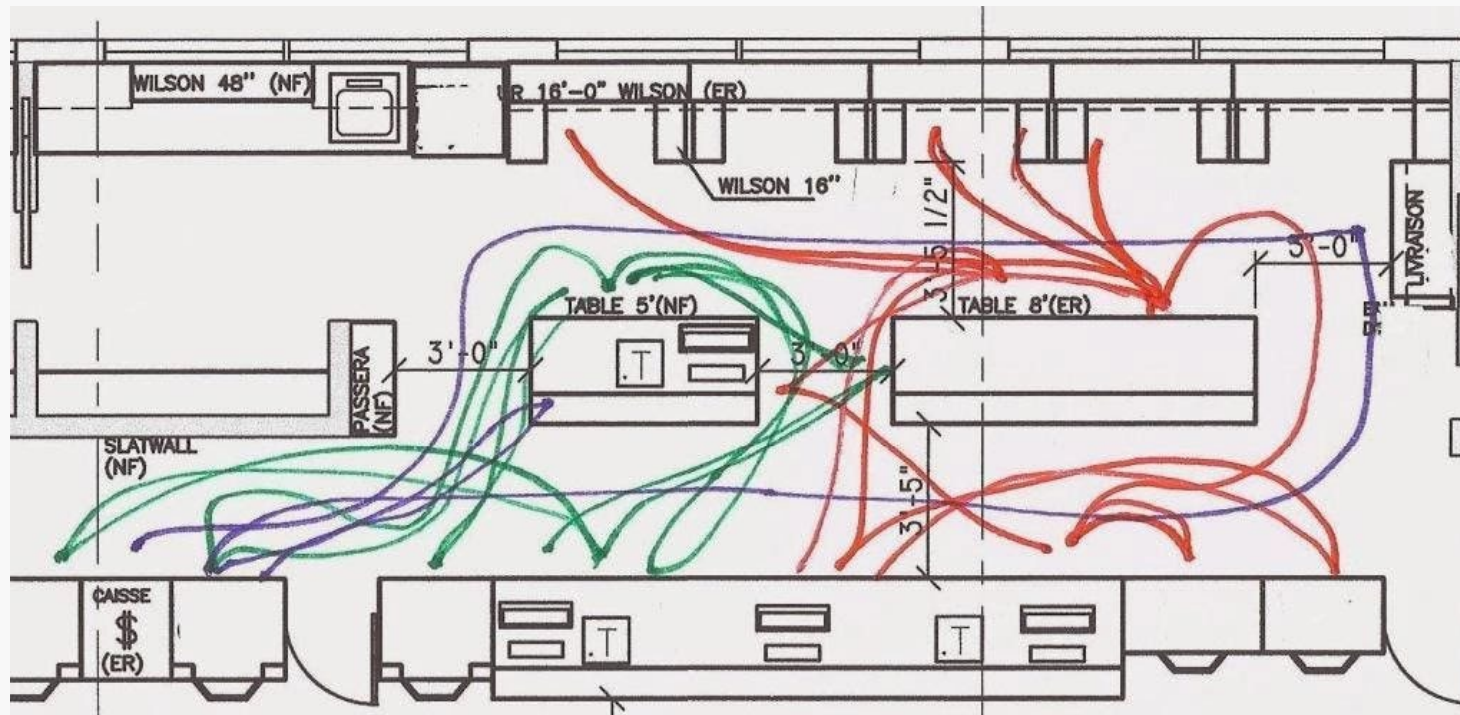 WILSON 48" (NF)
UR 16'-0" WILSON (ER)
WILSON 16"
3'-5 1/2"
3'-0"
LIVRAISON
TABLE 5'(NF)
TABLE 8'(ER)
3'-0"
3'-0"
PASSERA
(NF)
SLATWALL
(NF)
3'-5"
CAISSE
$
(ER)
T
T
T